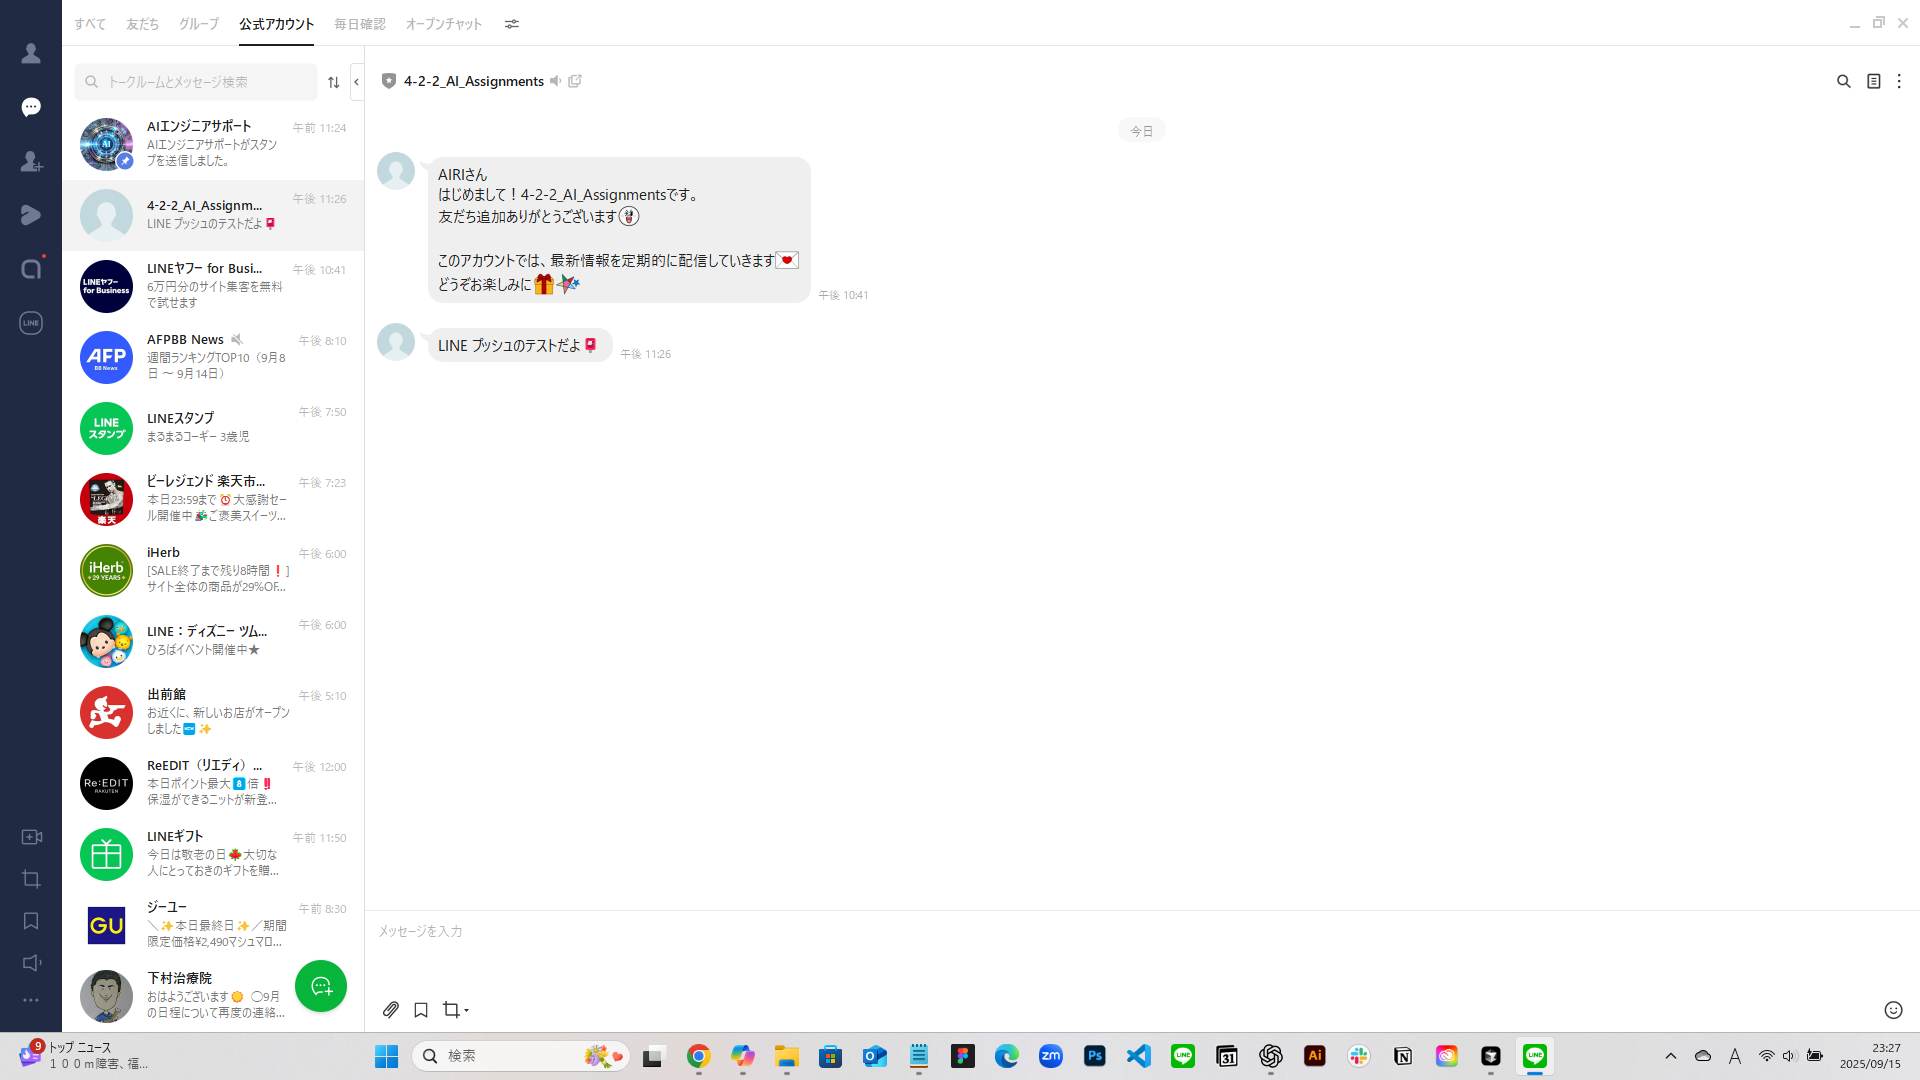 すべて 友だち グループ 公式アカウント 毎日確認 オープンチャット
トークルームとメッセージ検索
AIエンジニアサポート 午前 11:24
AIエンジニアサポートがスタン
プを送信しました。
4-2-2_AI_Assignm... 午後 11:26
LINE プッシュのテストだよ📮
LINEヤフー for Busi... 午後 10:41
6万円分のサイト集客を無料
で試せます
LINEヤフー
for Business
AFPBB News 午後 8:10
週間ランキングTOP10（9月8
日 ～ 9月14日）
AFP
BB News
LINEスタンプ 午後 7:50
まるまるコーギー 3歳児
LINE
スタンプ
ビーレジェンド 楽天市... 午後 7:23
本日23:59まで⏰大感謝セー
ル開催中🎉ご褒美スイーツ...
楽天
iHerb 午後 6:00
[SALE終了まで残り8時間❗]
サイト全体の商品が29%OF...
iHerb
29 YEARS
LINE：ディズニー ツム... 午後 6:00
ひろばイベント開催中★
出前館 午後 5:10
お近くに、新しいお店がオープン
しました🆕✨
ReEDIT（リエディ）... 午後 12:00
本日ポイント最大8️⃣倍‼️
保湿ができるニットが新登...
Re:EDIT
RAKUTEN
LINEギフト 午前 11:50
今日は敬老の日🍁大切な
人にとっておきのギフトを贈...
ジーユー 午前 8:30
＼✨本日最終日✨／期間
限定価格¥2,490マシュマロ...
GU
下村治療院
おはようございます🌞 〇9月
の日程について再度の連絡...
4-2-2_AI_Assignments
今日
AIRIさん
はじめまして！4-2-2_AI_Assignmentsです。
友だち追加ありがとうございます
このアカウントでは、最新情報を定期的に配信していきます💌
どうぞお楽しみに🎁
午後 10:41
LINE プッシュのテストだよ📮
午後 11:26
メッセージを入力
9
トップ ニュース
１００ｍ障害、福...
検索
A
23:27
2025/09/15